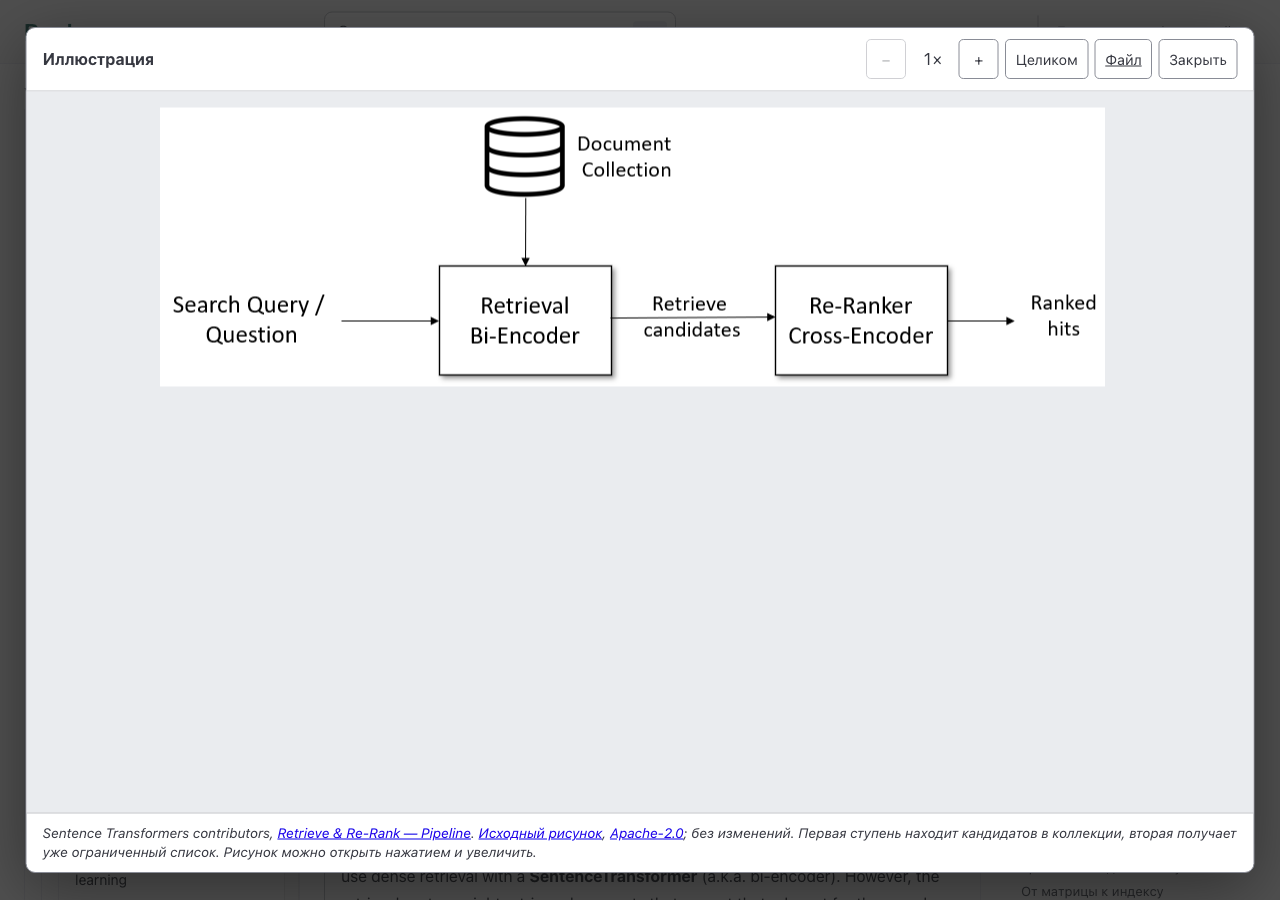 Иллюстрация
−
1×
+
Целиком
Файл
Закрыть
Document
Collection
Search Query /
Question
Retrieval
Bi-Encoder
Retrieve
candidates
Re-Ranker
Cross-Encoder
Ranked
hits
Sentence Transformers contributors, Retrieve & Re-Rank — Pipeline. Исходный рисунок, Apache-2.0; без изменений. Первая ступень находит кандидатов в коллекции, вторая получает
уже ограниченный список. Рисунок можно открыть нажатием и увеличить.
learning
use dense retrieval with a SentenceTransformer (a.k.a. bi-encoder). However, the
От матрицы к индексу